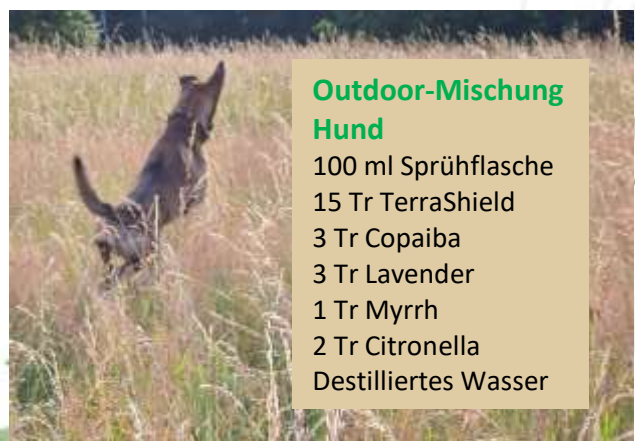 Outdoor-Mischung
Hund
100 ml Sprühflasche
15 Tr TerraShield
3 Tr Copaiba
3 Tr Lavender
1 Tr Myrrh
2 Tr Citronella
Destilliertes Wasser